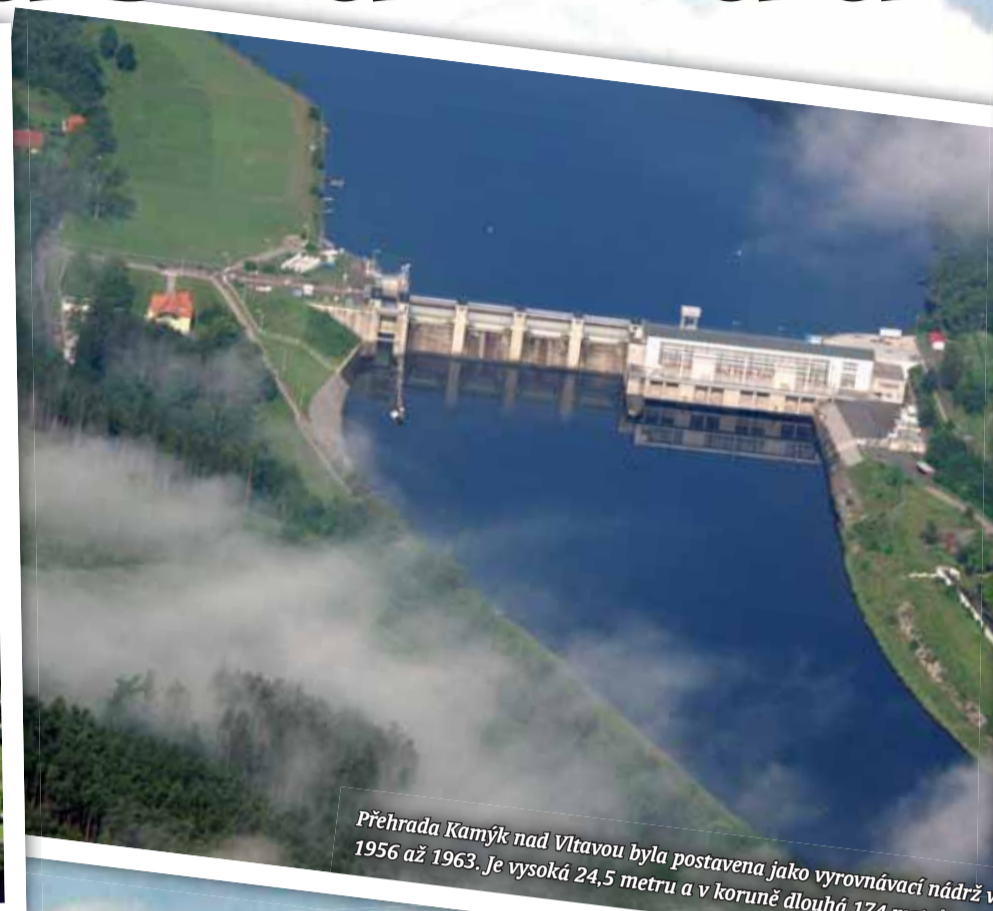 Přehrada Kamýk nad Vltavou byla postavena jako vyrovnávací nádrž v
1956 až 1963. Je vysoká 24,5 metru a v koruně dlouhá 174